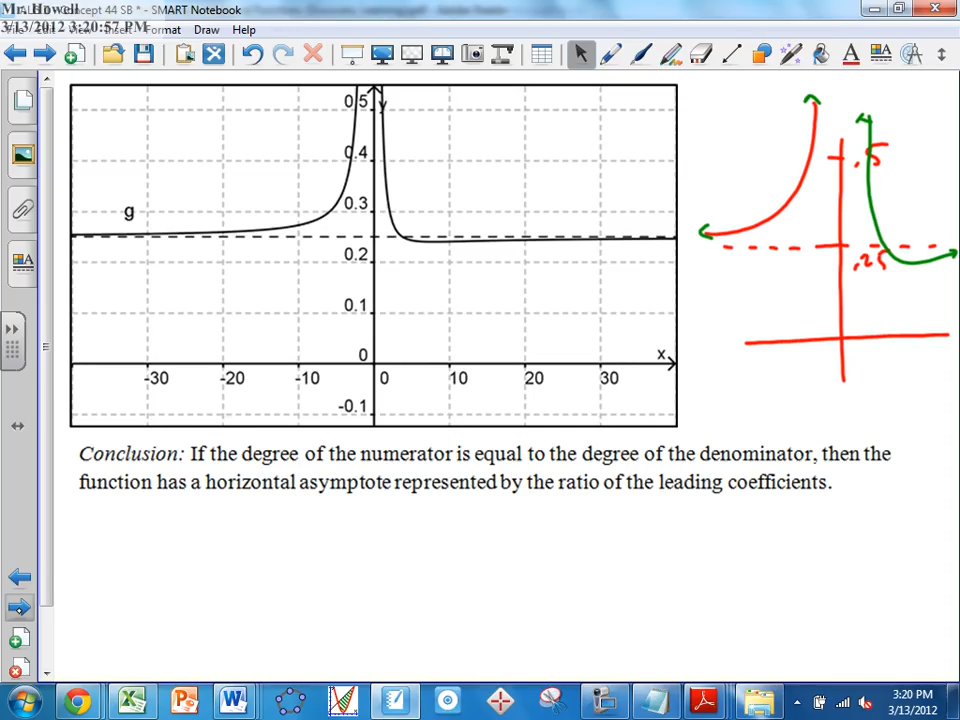 Mr. Howell
Concept 44 SB * - SMART Notebook
3/13/2012 3:20:57 PM
Format Draw Help
0.5
y
0.4
0.3
g
0.2
0.1
0
x
-30 -20 -10 0 10 20 30
-0.1
.5
.25
Conclusion: If the degree of the numerator is equal to the degree of the denominator, then the
function has a horizontal asymptote represented by the ratio of the leading coefficients.
3:20 PM
3/13/2012